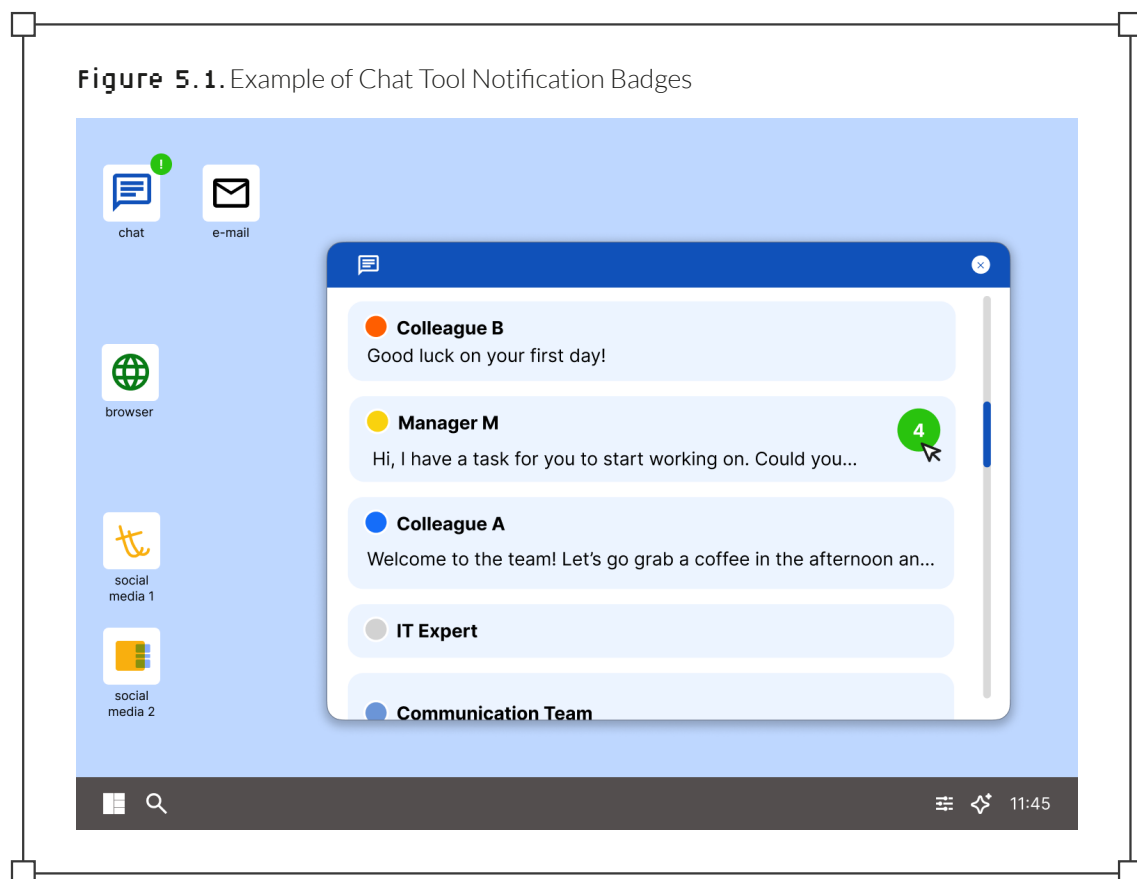 Figure 5.1. Example of Chat Tool Notification Badges
!
chat
e-mail
browser
social
media 1
social
media 2
Colleague B
Good luck on your first day!
Manager M
4
Hi, I have a task for you to start working on. Could you...
Colleague A
Welcome to the team! Let’s go grab a coffee in the afternoon an...
IT Expert
Communication Team
11:45